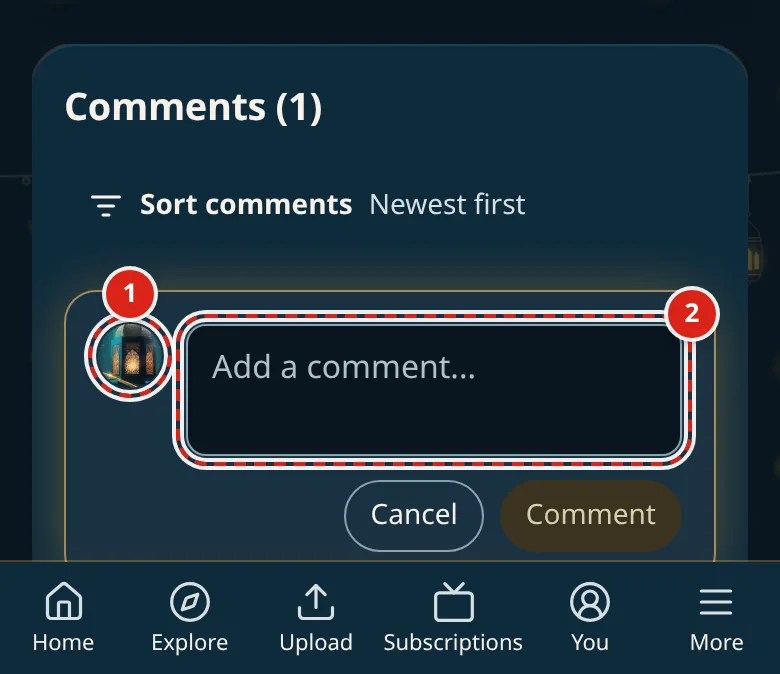 Comments (1)
Sort comments Newest first
1
2
Add a comment...
Cancel Comment
Home Explore Upload Subscriptions You More